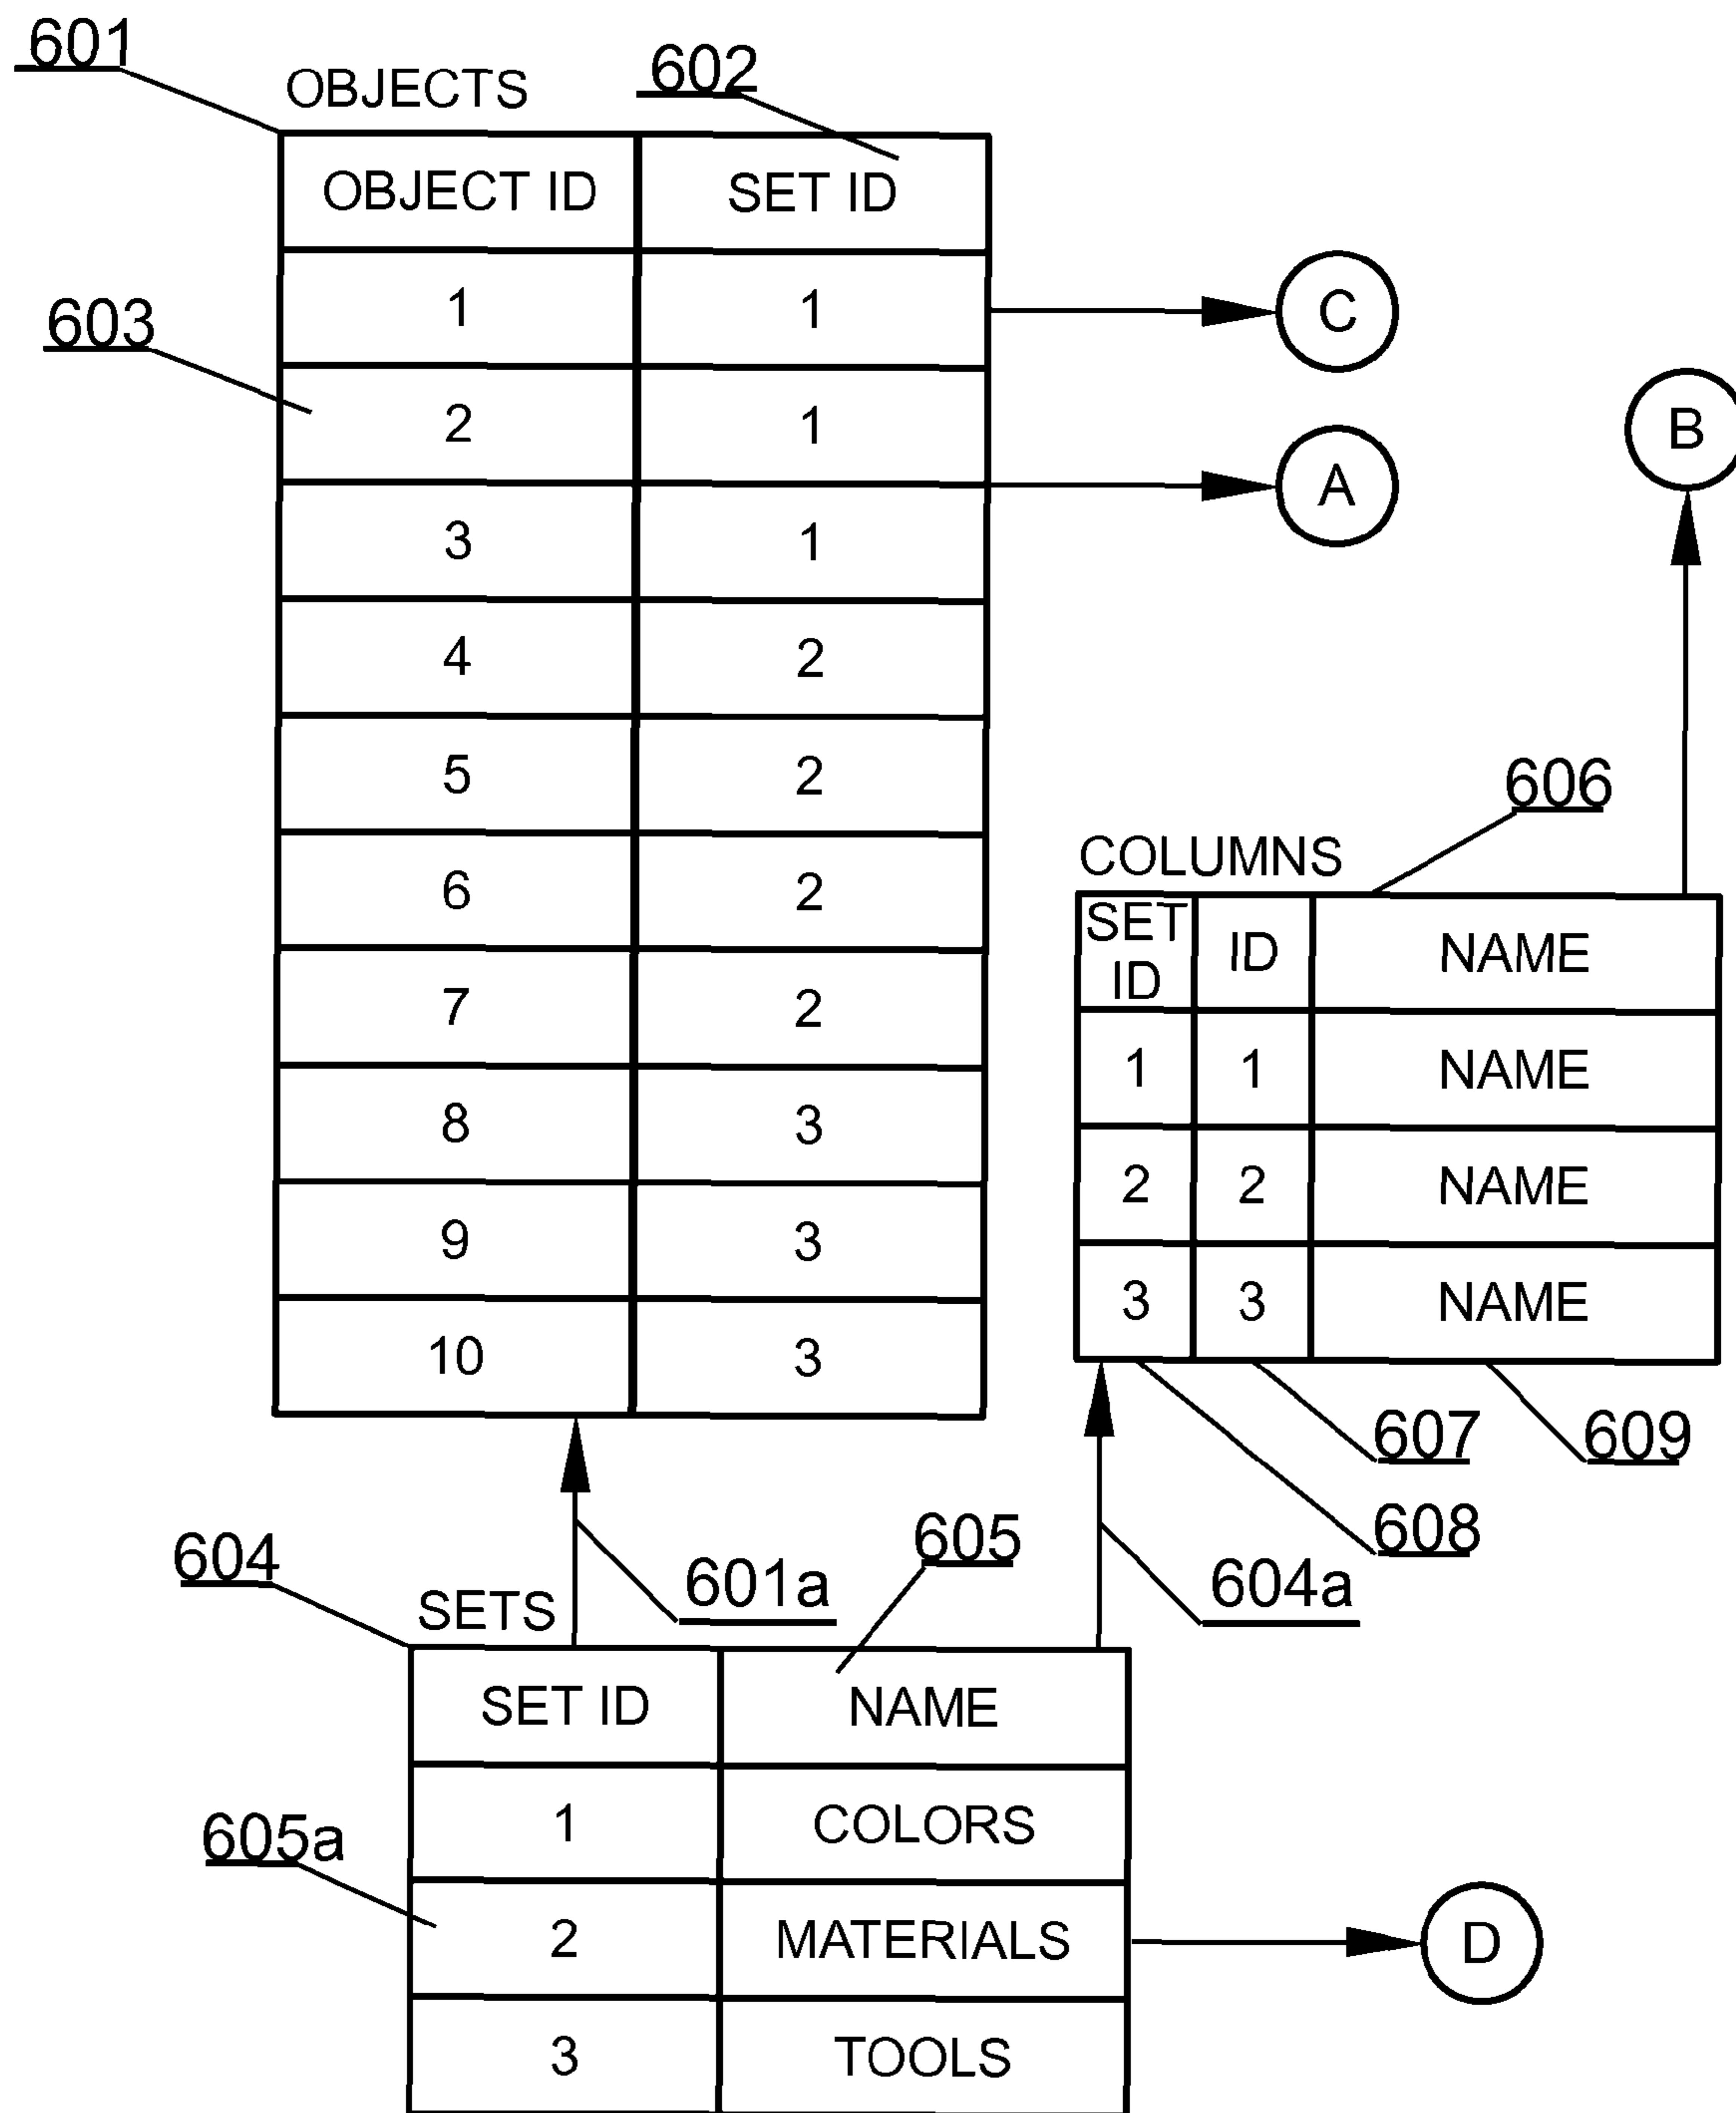 601
OBJECTS
602
OBJECT ID SET ID
1 1
C
603
2 1
B
A
3 1
4 2
5 2
606
6 2
COLUMNS
SET ID ID NAME
7 2
1 1 NAME
8 3
2 2 NAME
9 3
3 3 NAME
10 3
607
609
608
605
604
601a
604a
SETS
SET ID NAME
1 COLORS
605a
2 MATERIALS
D
3 TOOLS